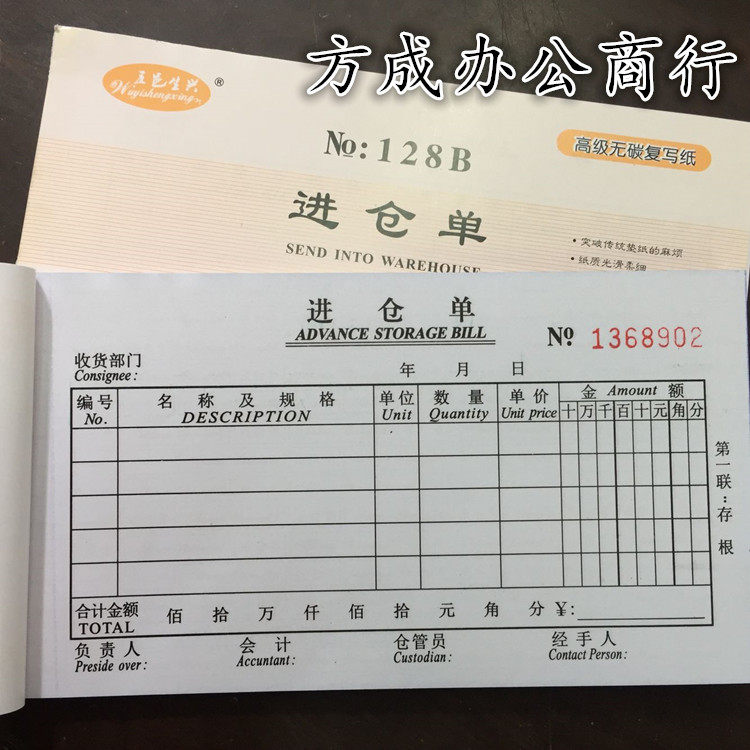 方成办公商行
五邑生兴 ®
Wuyishengxing
No: 128B
高级无碳复写纸
进仓单
SEND INTO WAREHOUSE
·突破传统垫纸的麻烦
·纸质光滑柔细
进仓单
ADVANCE STORAGE BILL
No 1368902
收货部门
Consignee:
年 月 日
编号 名称及规格 单位 数量 单价 金 Amount 额
No. DESCRIPTION Unit Quantity Unit price 十 万 千 百 十 元 角 分
第一联:存根
合计金额 佰 拾 万 仟 佰 拾 元 角 分 ¥:
TOTAL
负责人 会计 仓管员 经手人
Preside over: Accuntant: Custodian: Contact Person: